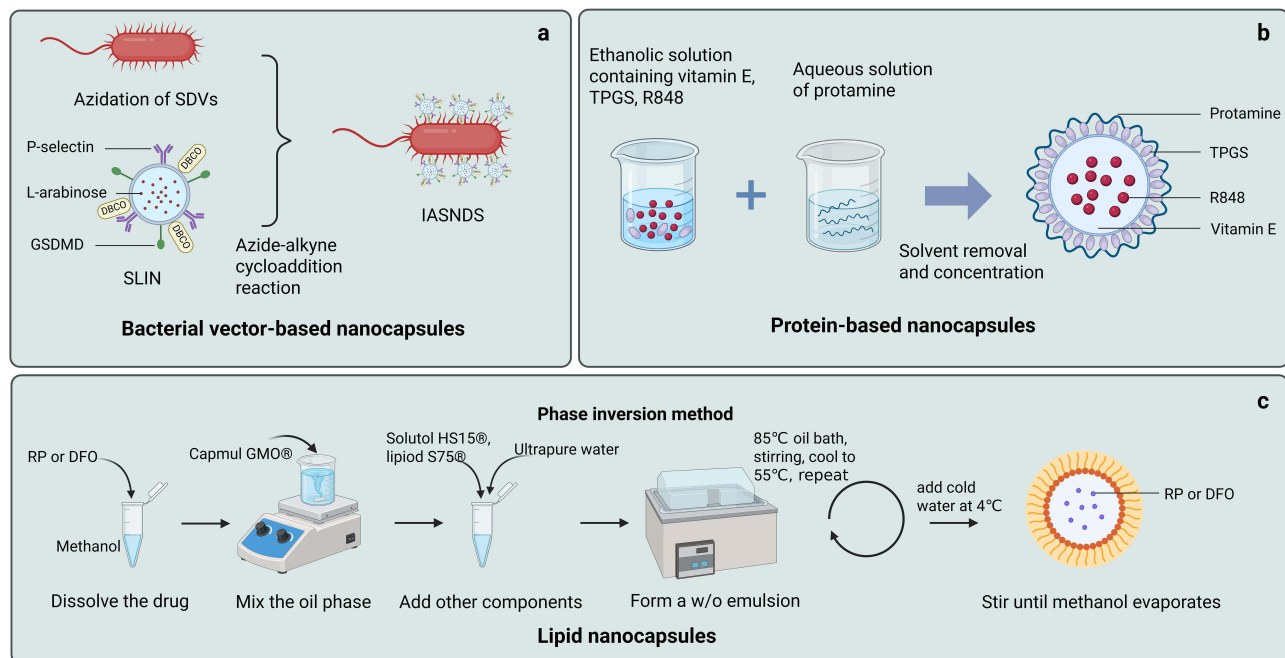 a
Azidation of SDVs
P-selectin
DBCO
L-arabinose
DBCO
DBCO
GSDMD
SLIN
Azide-alkyne
cycloaddition
reaction
IASNDS
Bacterial vector-based nanocapsules
b
Ethanolic solution
containing vitamin E,
TPGS, R848
Aqueous solution
of protamine
Solvent removal
and concentration
Protamine
TPGS
R848
Vitamin E
Protein-based nanocapsules
c
Phase inversion method
RP or DFO
Methanol
Dissolve the drug
Capmul GMO®
Mix the oil phase
Solutol HS15®,
lipiod S75®
Ultrapure water
Add other components
85℃ oil bath,
stirring, cool to
55℃, repeat
Form a w/o emulsion
add cold
water at 4℃
RP or DFO
Stir until methanol evaporates
Lipid nanocapsules